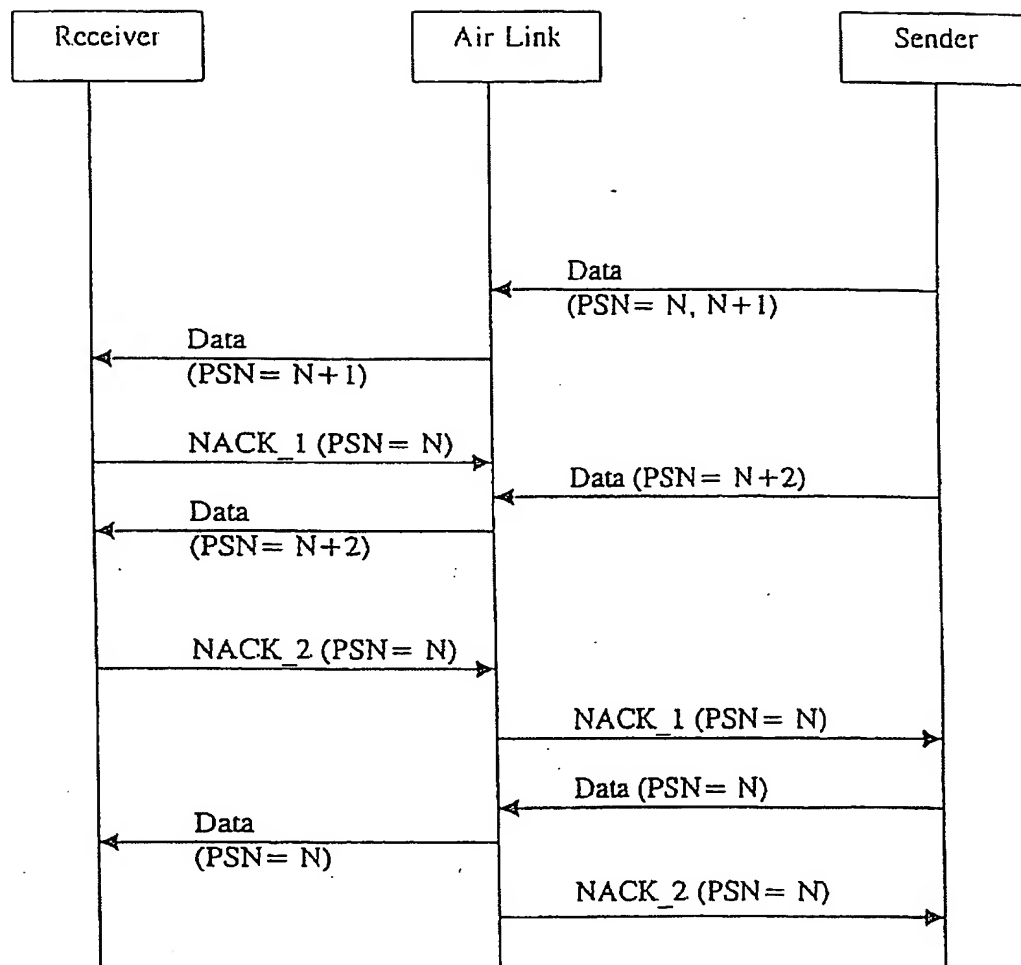 Receiver
Air Link
Sender
Data
(PSN= N, N+1)
Data
(PSN= N+1)
NACK_1 (PSN= N)
Data (PSN= N+2)
Data
(PSN= N+2)
NACK_2 (PSN= N)
NACK_1 (PSN= N)
Data (PSN= N)
Data
(PSN= N)
NACK_2 (PSN= N)